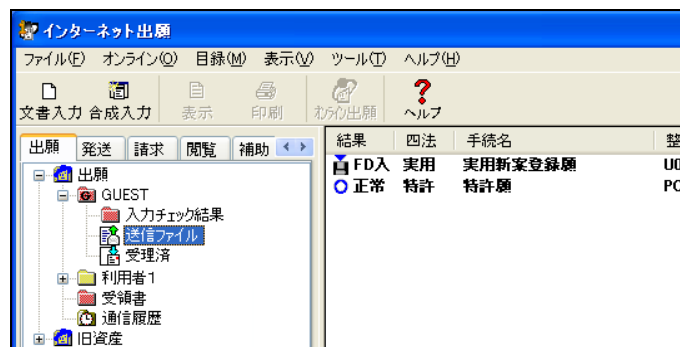 インターネット出願
ファイル(F) オンライン(O) 目録(M) 表示(V) ツール(T) ヘルプ(H)
文書入力 合成入力 表示 印刷 オンライン出願 ヘルプ
出願 発送 請求 閲覧 補助
出願
GUEST
入力チェック結果
送信ファイル
受理済
利用者1
受領書
通信履歴
旧資産
結果 四法 手続名 整
FD入 実用 実用新案登録願 U0
正常 特許 特許願 PC